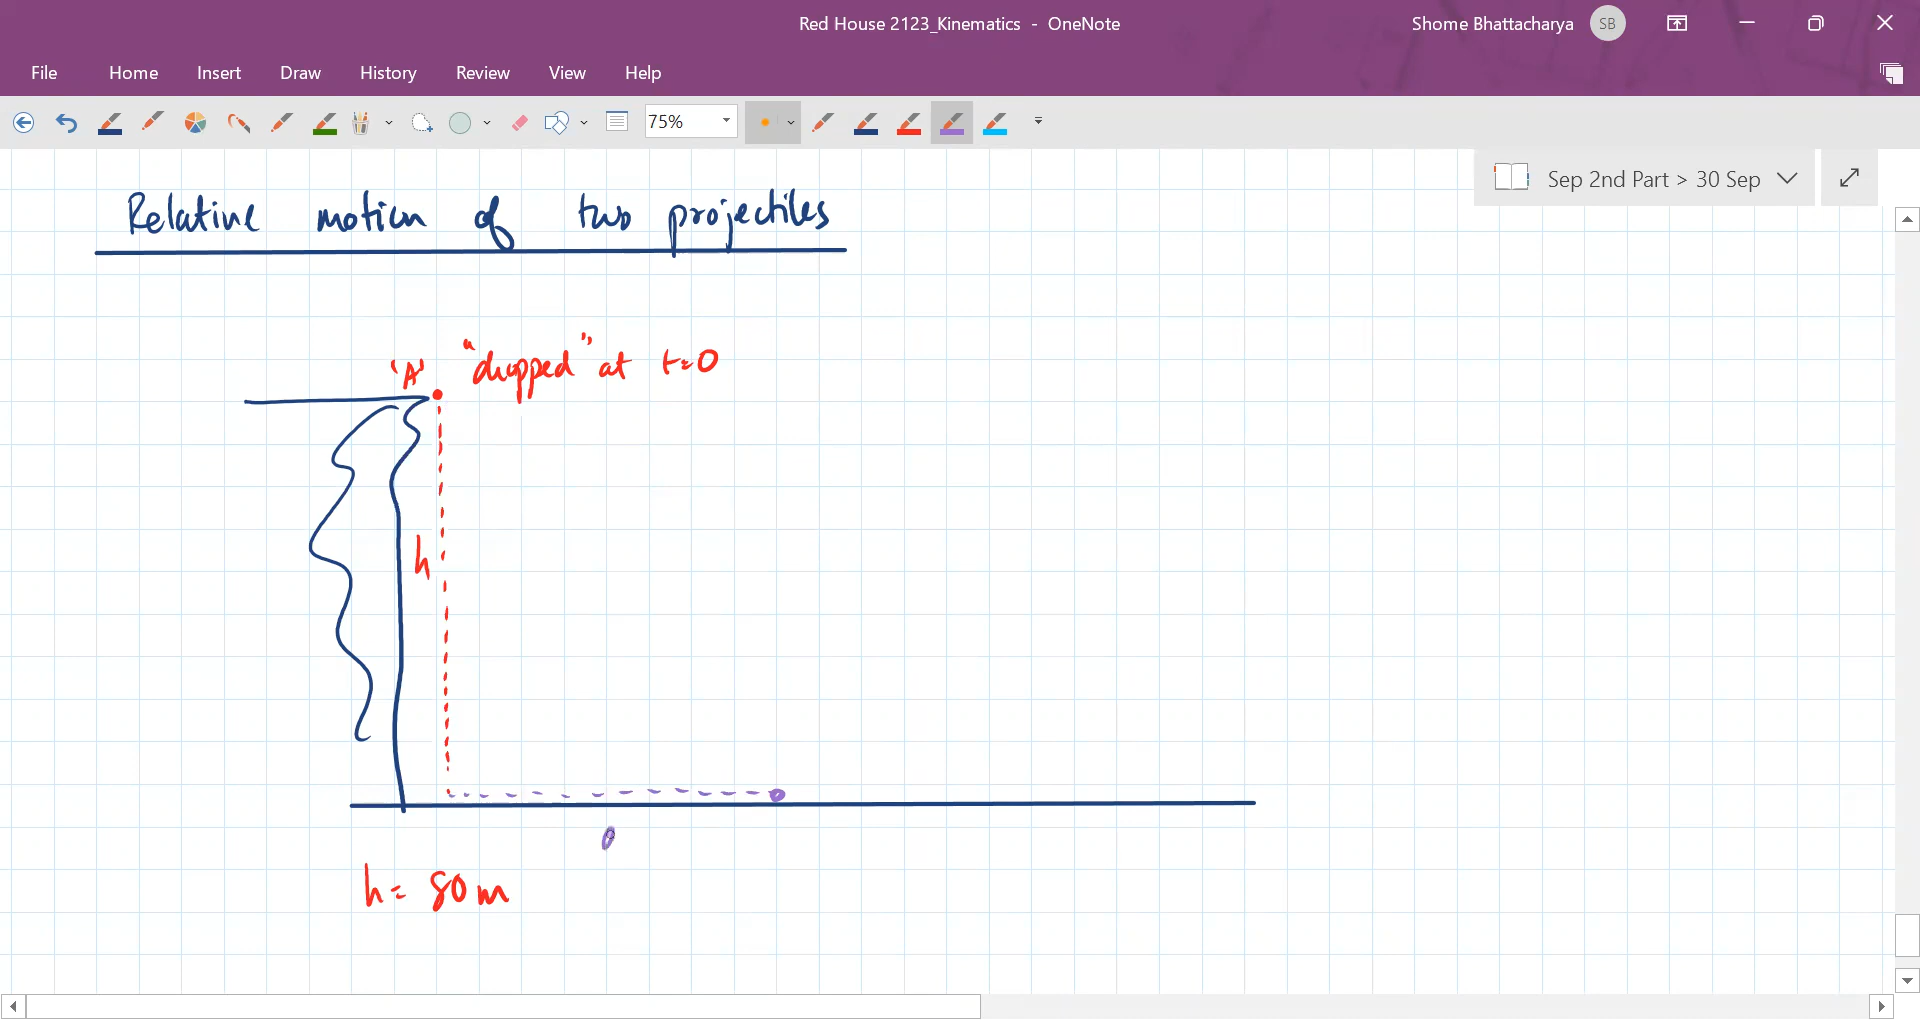 Red House 2123_Kinematics - OneNote
Shome Bhattacharya SB
File Home Insert Draw History Review View Help
75%
Sep 2nd Part > 30 Sep
Relative motion of two projectiles
'A' "dropped" at t=0
h
h = 80 m